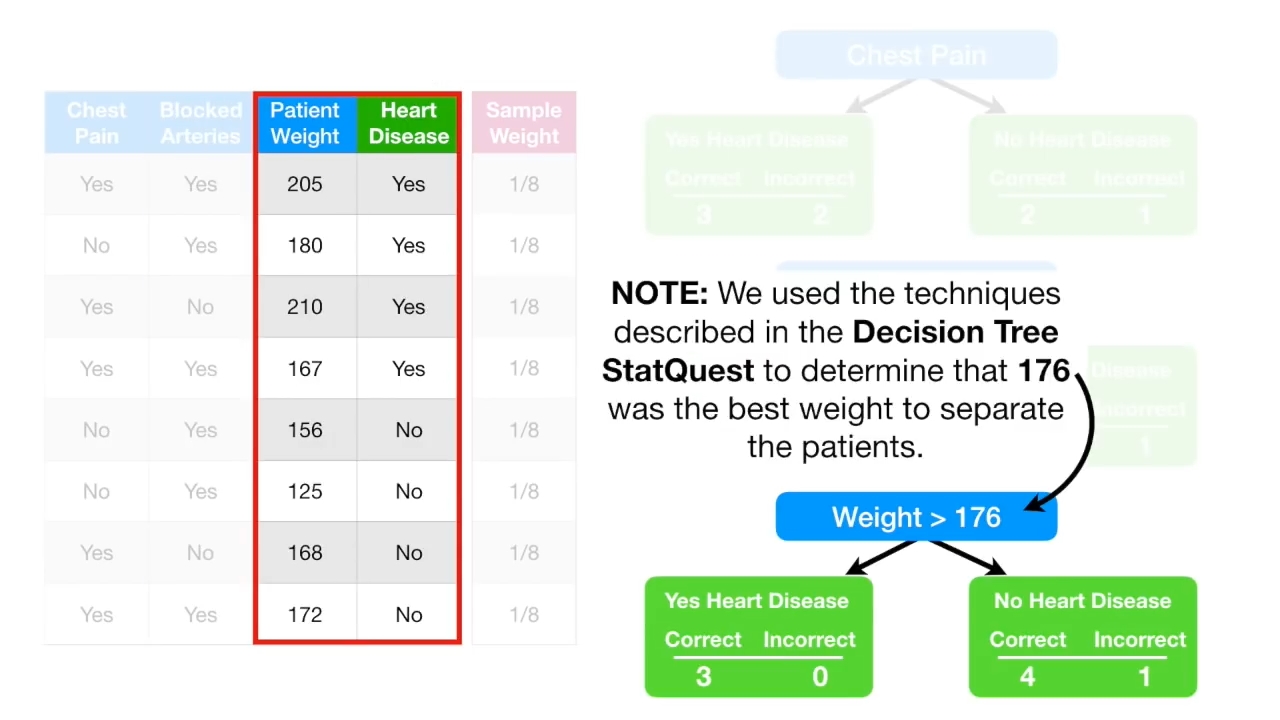 Chest Pain
Chest Pain
Blocked Arteries
Patient Weight
Heart Disease
Sample Weight
Yes Yes 205 Yes 1/8
No Yes 180 Yes 1/8
Yes No 210 Yes 1/8
Yes Yes 167 Yes 1/8
No Yes 156 No 1/8
No Yes 125 No 1/8
Yes No 168 No 1/8
Yes Yes 172 No 1/8
Yes Heart Disease
Correct Incorrect
3 2
No Heart Disease
Correct Incorrect
2 1
NOTE: We used the techniques
described in the Decision Tree
StatQuest to determine that 176
was the best weight to separate
the patients.
Disease
Incorrect
1
Weight > 176
Yes Heart Disease
Correct Incorrect
3 0
No Heart Disease
Correct Incorrect
4 1